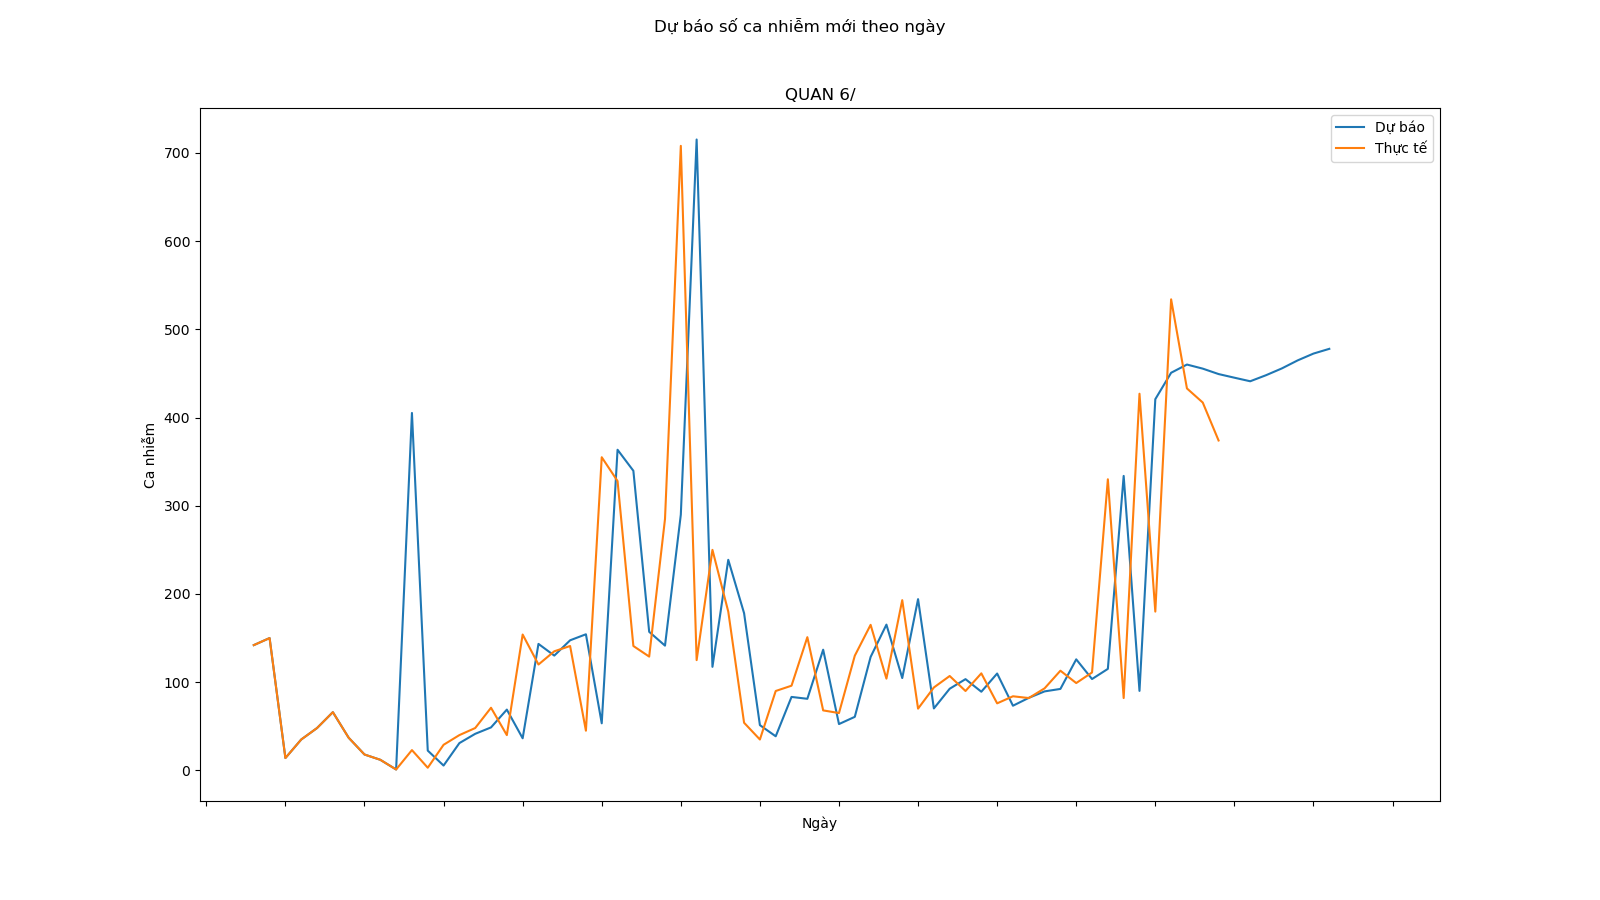 Dự báo số ca nhiễm mới theo ngày
QUAN 6/
Dự báo
Thực tế
700
600
500
400
300
200
100
0
Ca nhiễm
Ngày